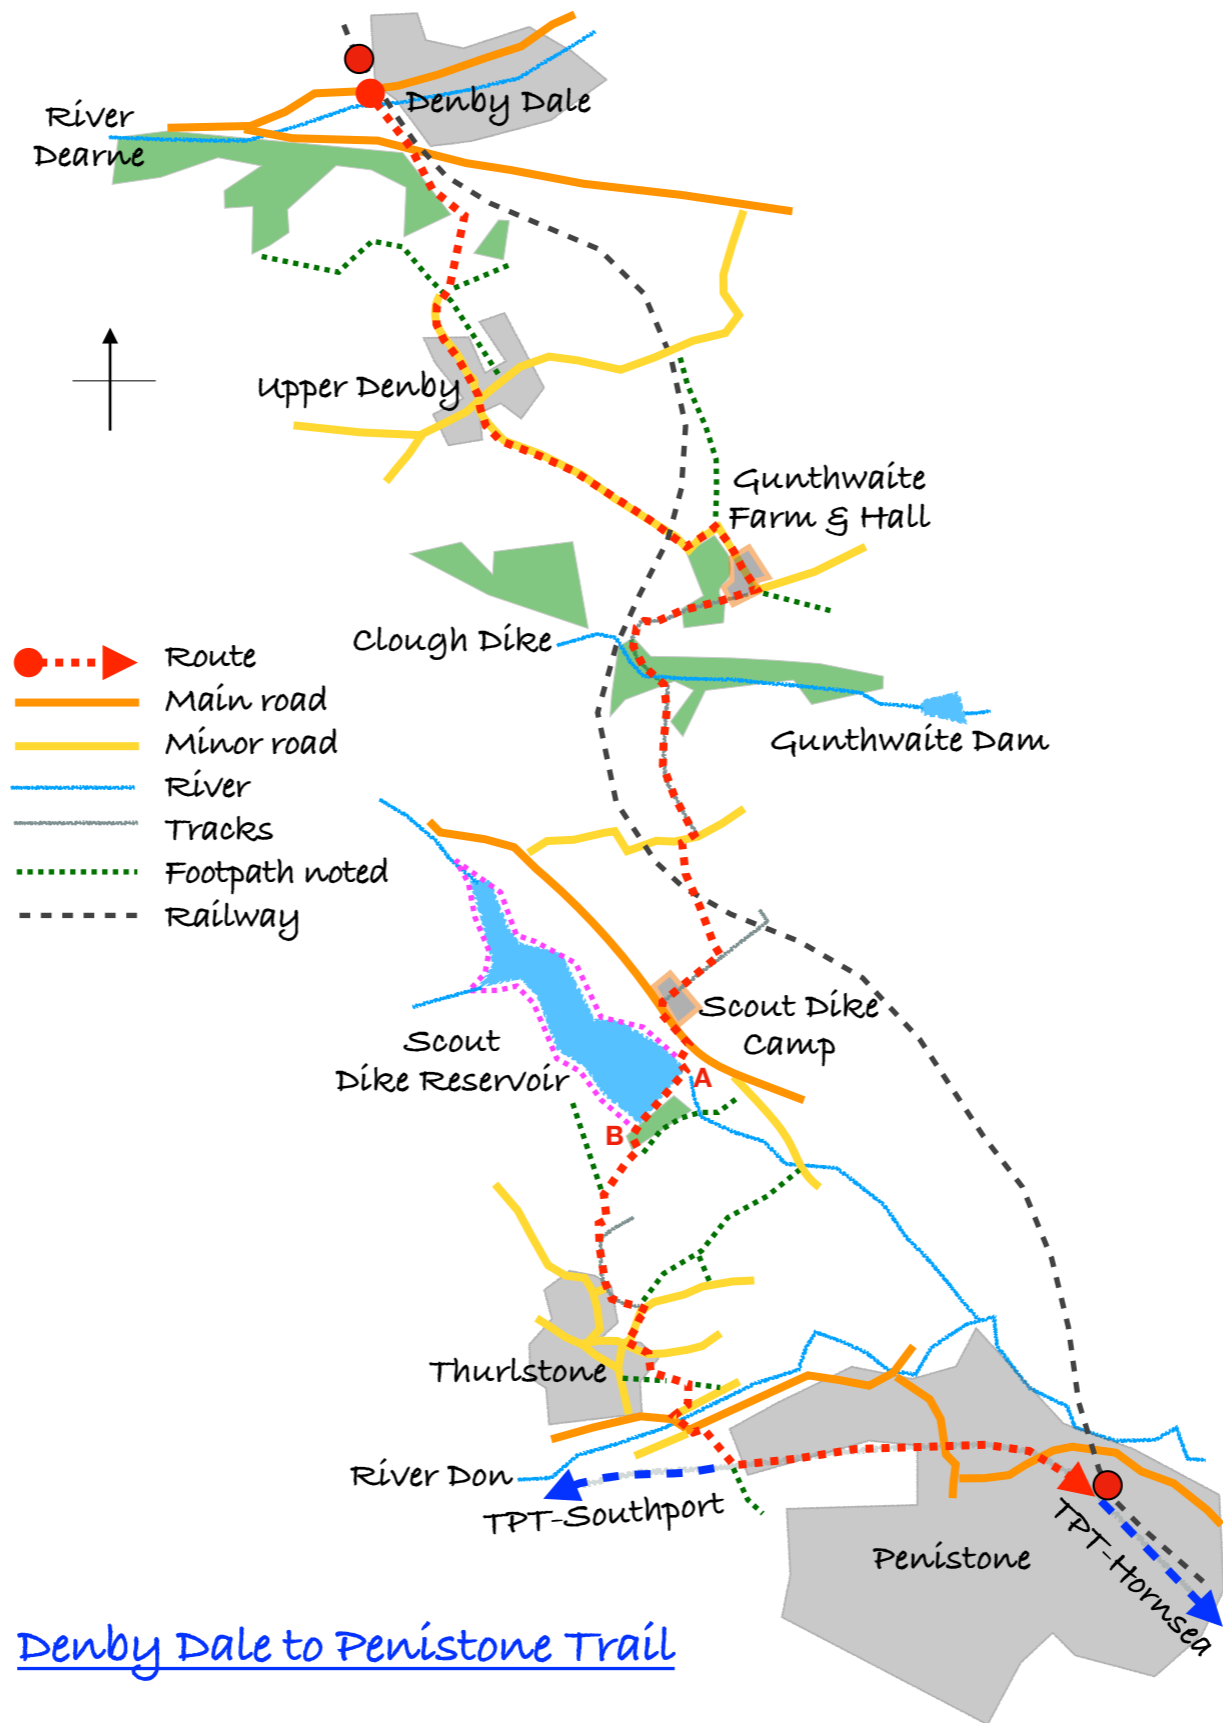 River
Dearne
Denby Dale
Upper Denby
Gunthwaite
Farm & Hall
Clough Dike
Gunthwaite Dam
Route
Main road
Minor road
River
Tracks
Footpath noted
Railway
Scout Dike
Camp
Scout
Dike Reservoir
A
B
Thurlstone
River Don
TPT-Southport
TPT-Hornsea
Penistone
Denby Dale to Penistone Trail